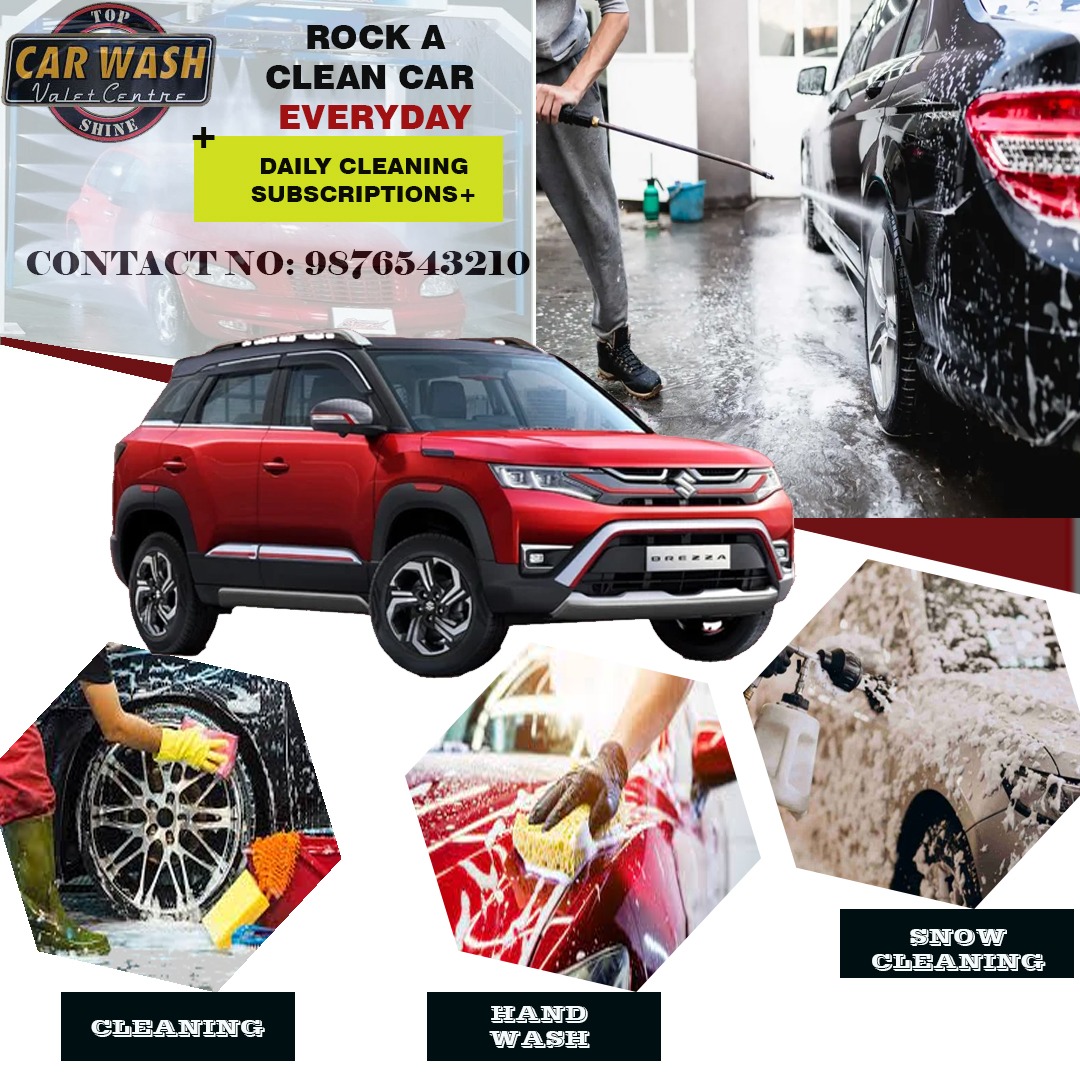 TOP
CAR WASH
Valet Centre
SHINE
ROCK A
CLEAN CAR
EVERYDAY
+
DAILY CLEANING
SUBSCRIPTIONS+
CONTACT NO: 9876543210
BREZZA
CLEANING
HAND
WASH
SNOW
CLEANING